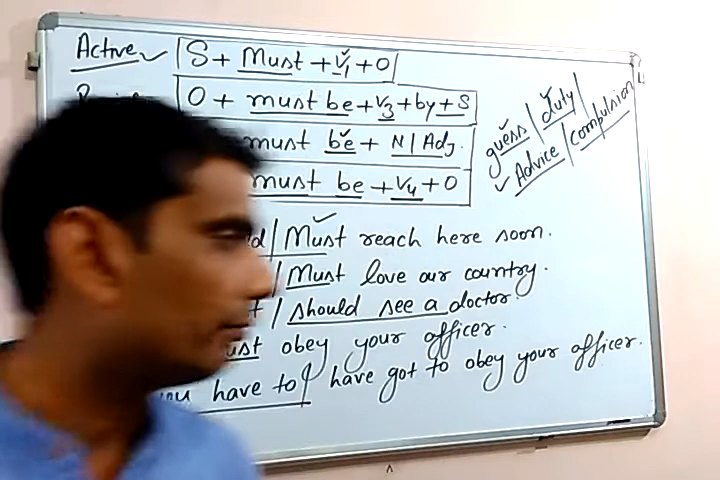 Active S + Must + V1 + O
O + must be + V3 + by + S
must be + N / Adj.
must be + V4 + O
guess / duty /
Advice / compulsion
/ Must reach here soon.
/ Must love our country.
/ should see a doctor.
obey your officer.
have to / have got to obey your officer.